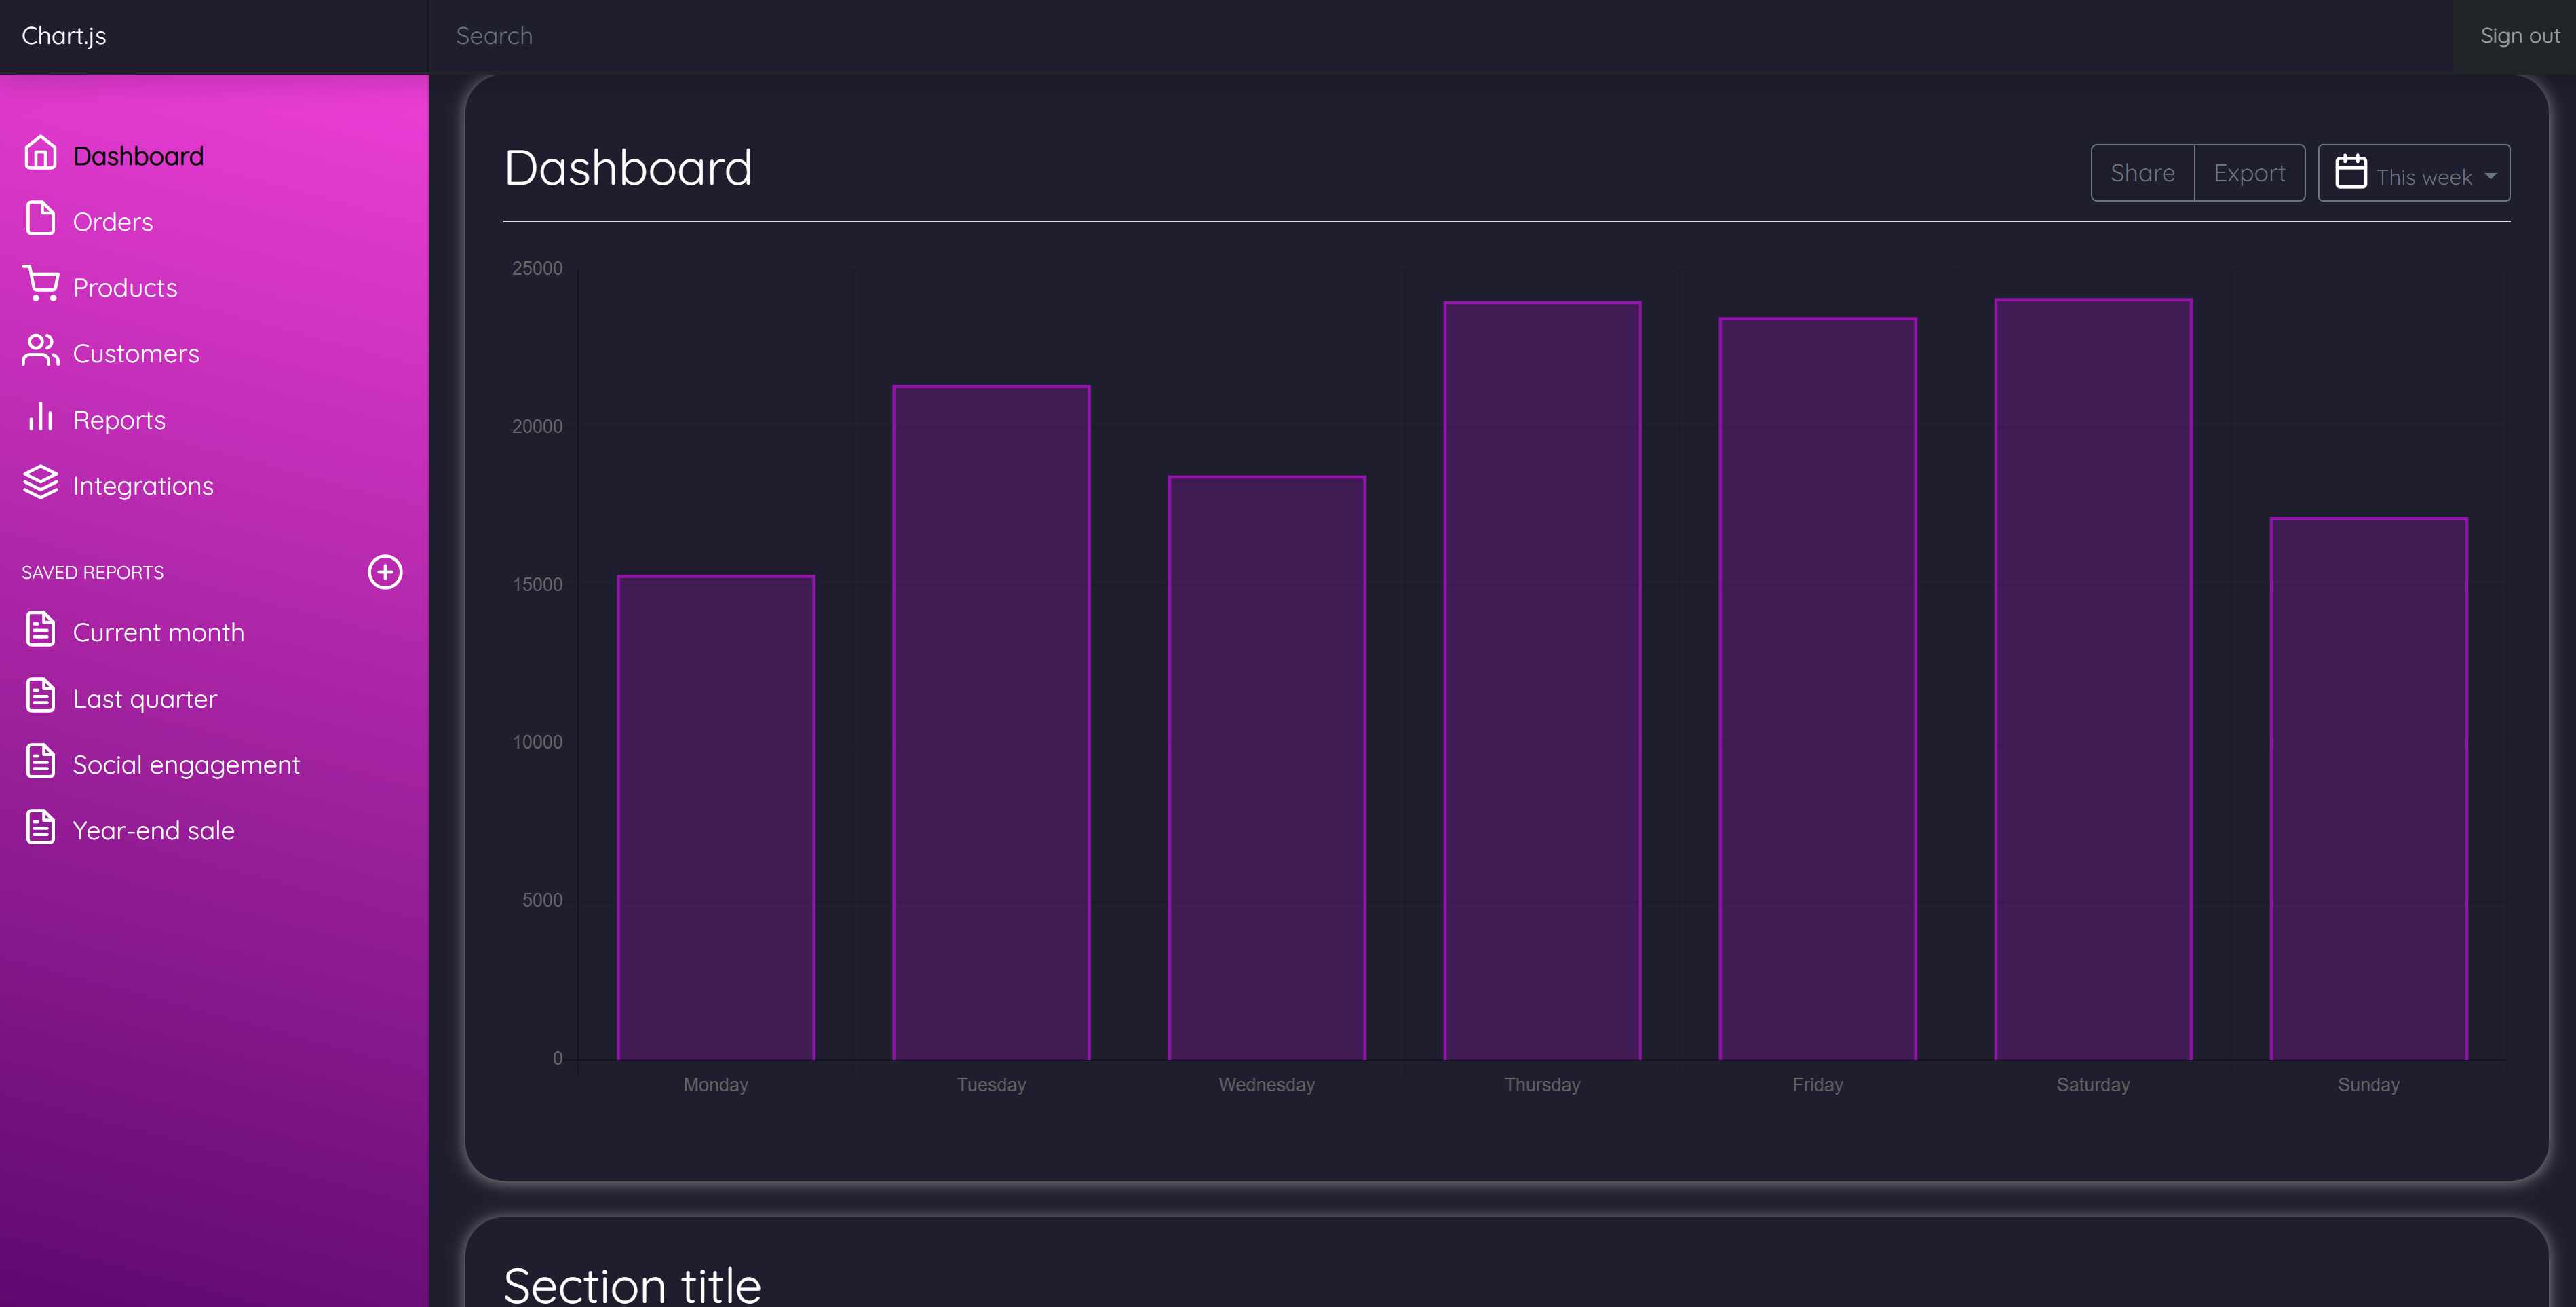 Chart.js
Search
Sign out
Dashboard
Orders
Products
Customers
Reports
Integrations
SAVED REPORTS
Current month
Last quarter
Social engagement
Year-end sale
Dashboard
Share
Export
This week
25000
20000
15000
10000
5000
0
Monday
Tuesday
Wednesday
Thursday
Friday
Saturday
Sunday
Section title